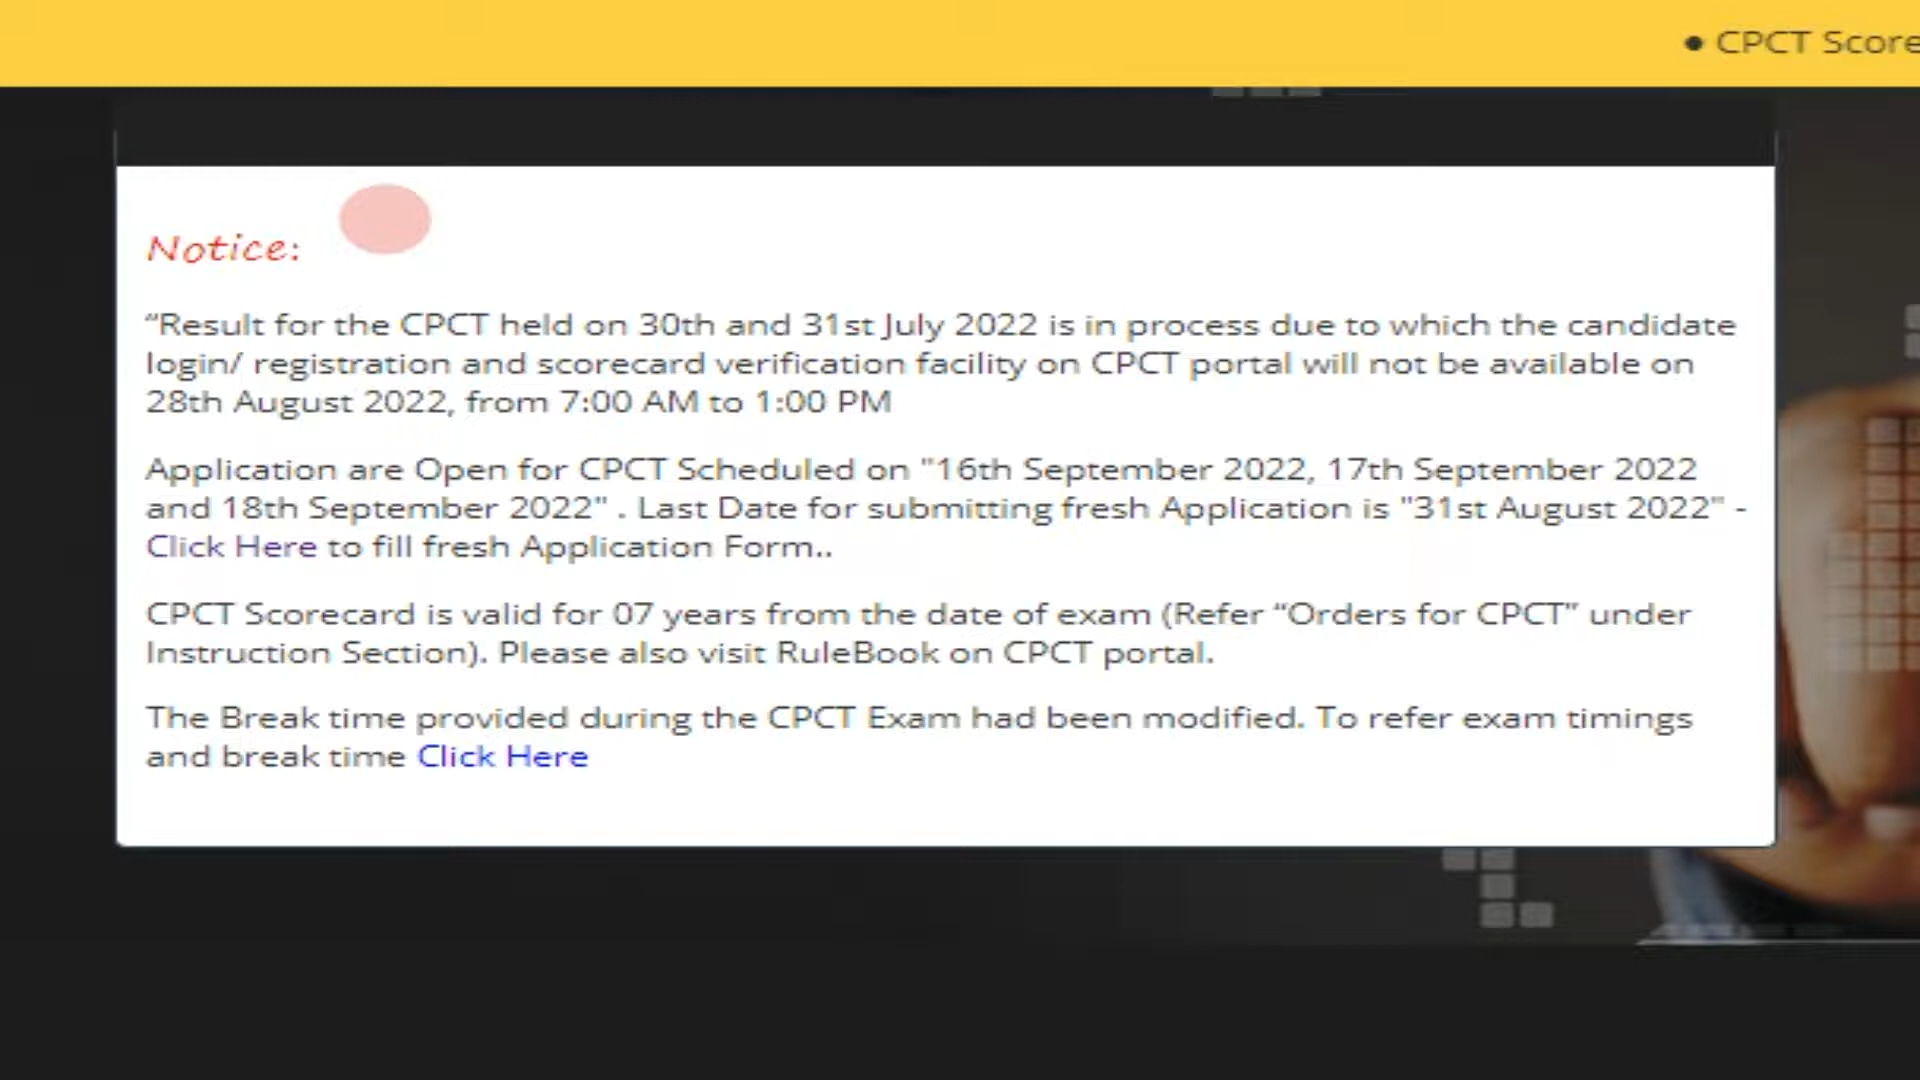 • CPCT Score
Notice:
“Result for the CPCT held on 30th and 31st July 2022 is in process due to which the candidate
login/ registration and scorecard verification facility on CPCT portal will not be available on
28th August 2022, from 7:00 AM to 1:00 PM
Application are Open for CPCT Scheduled on "16th September 2022, 17th September 2022
and 18th September 2022" . Last Date for submitting fresh Application is "31st August 2022" -
Click Here to fill fresh Application Form..
CPCT Scorecard is valid for 07 years from the date of exam (Refer “Orders for CPCT” under
Instruction Section). Please also visit RuleBook on CPCT portal.
The Break time provided during the CPCT Exam had been modified. To refer exam timings
and break time Click Here